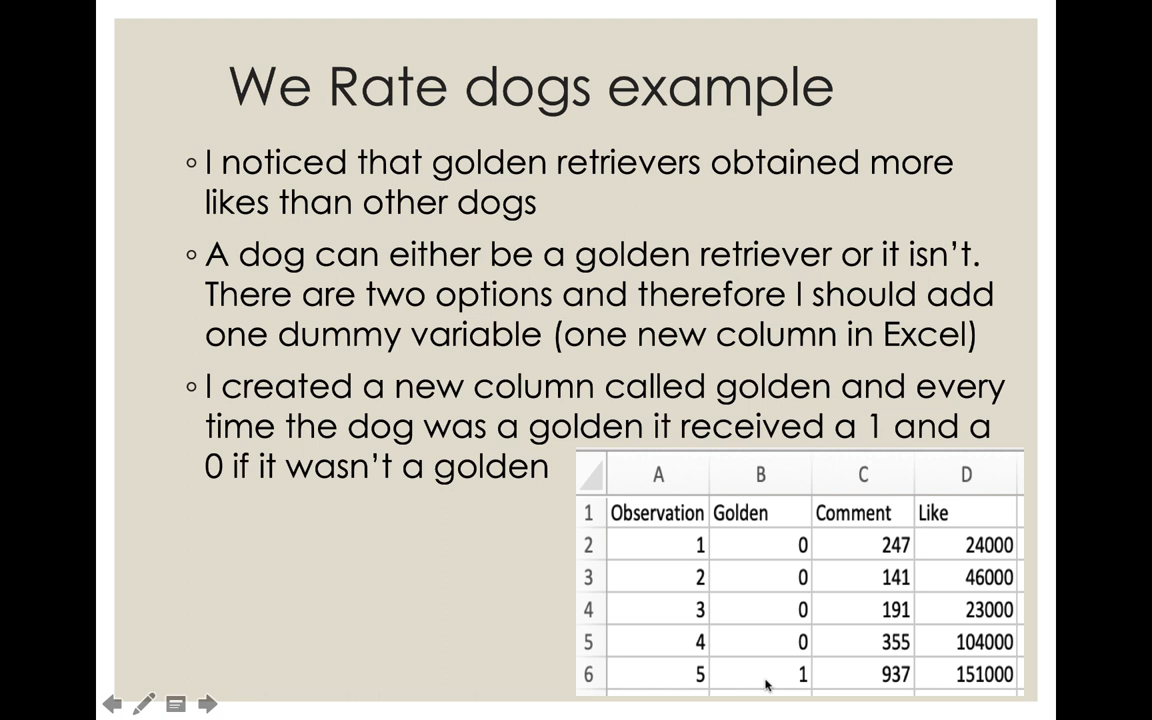 We Rate dogs example
◦ I noticed that golden retrievers obtained more
likes than other dogs
◦ A dog can either be a golden retriever or it isn’t.
There are two options and therefore I should add
one dummy variable (one new column in Excel)
◦ I created a new column called golden and every
time the dog was a golden it received a 1 and a
0 if it wasn’t a golden
A B C D
1 Observation Golden Comment Like
2 1 0 247 24000
3 2 0 141 46000
4 3 0 191 23000
5 4 0 355 104000
6 5 1 937 151000